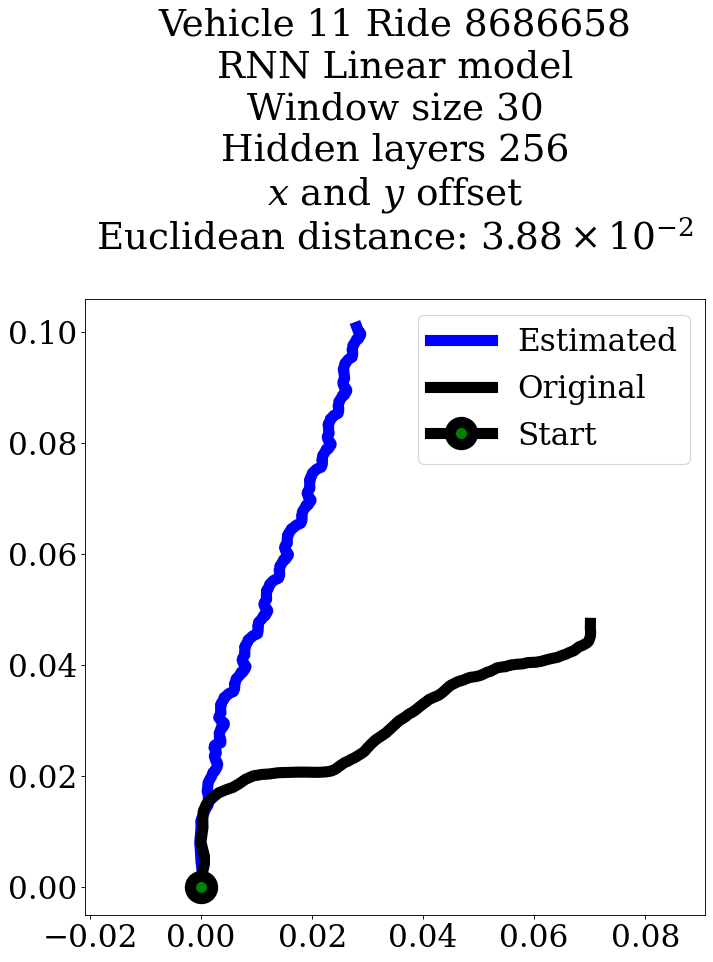 Vehicle 11 Ride 8686658
RNN Linear model
Window size 30
Hidden layers 256
x and y offset
Euclidean distance: 3.88 × 10⁻²
Estimated
Original
Start
0.10
0.08
0.06
0.04
0.02
0.00
−0.02 0.00 0.02 0.04 0.06 0.08